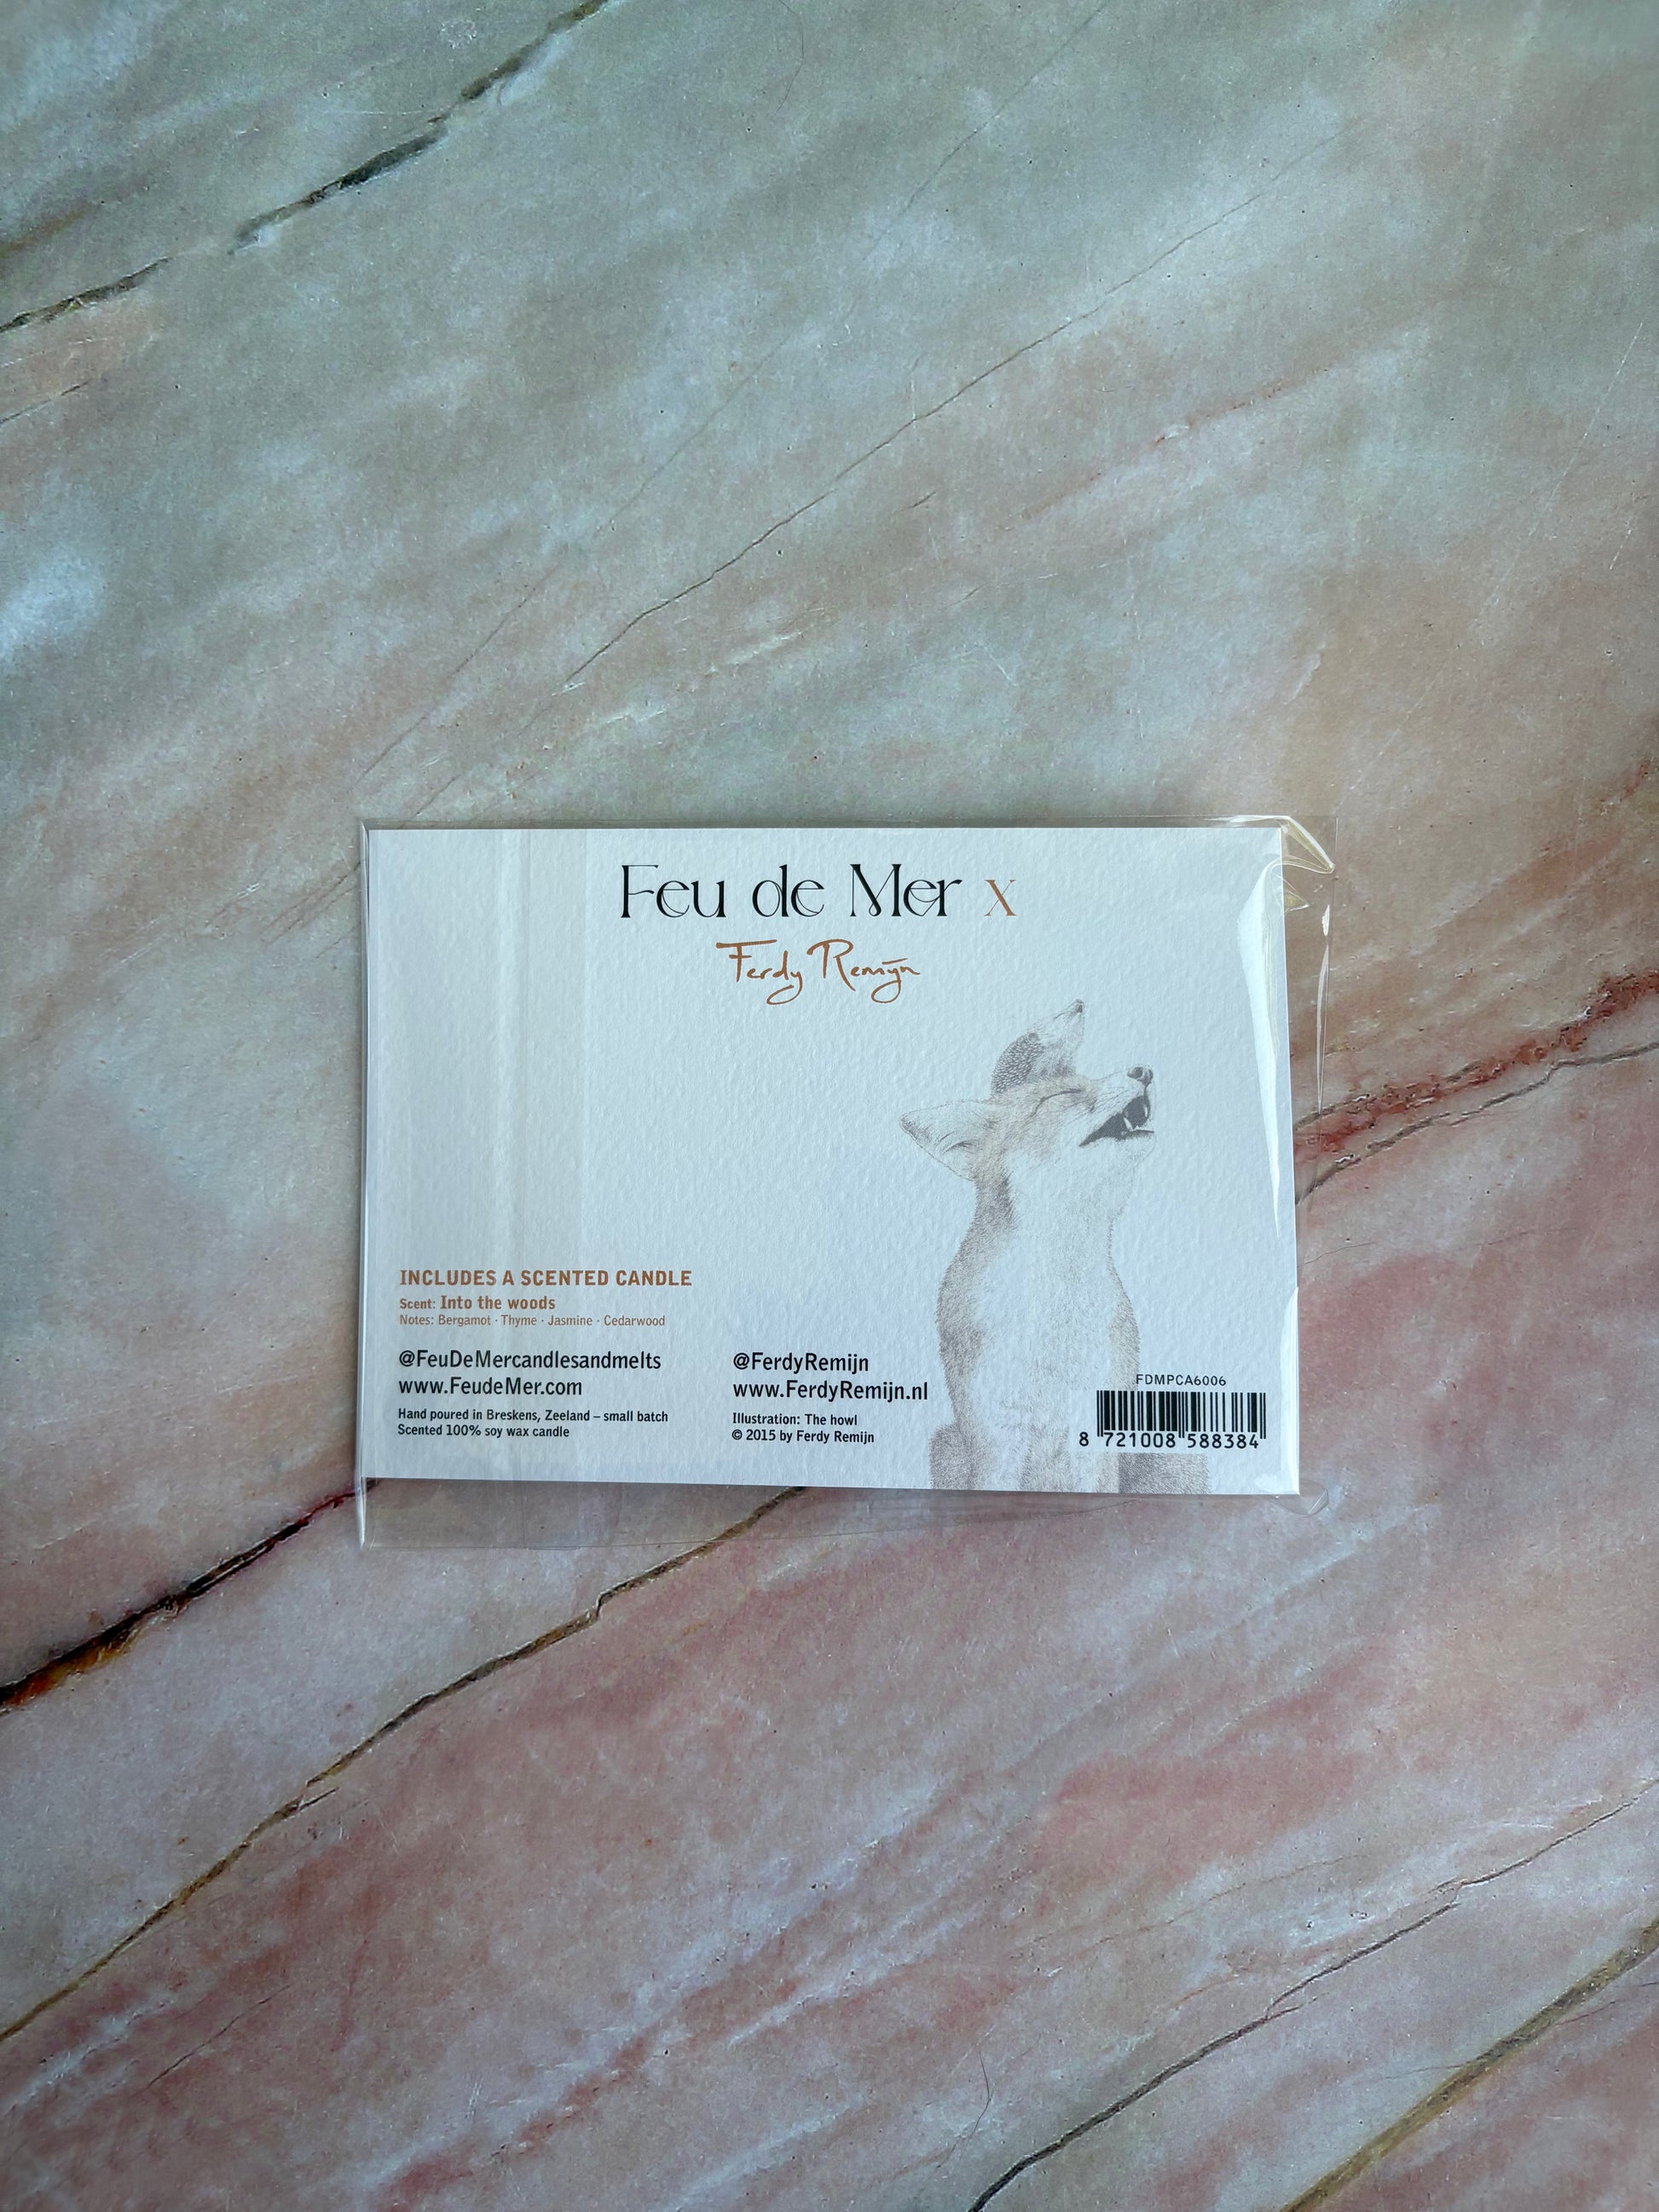 Feu de Mer x
Ferdy Remijn
INCLUDES A SCENTED CANDLE
Scent: Into the woods
Notes: Bergamot · Thyme · Jasmine · Cedarwood
@FeuDeMercandlesandmelts
www.FeudeMer.com
Hand poured in Breskens, Zeeland – small batch
Scented 100% soy wax candle
@FerdyRemijn
www.FerdyRemijn.nl
Illustration: The howl
© 2015 by Ferdy Remijn
FDMPCA6006
8 721008 588384